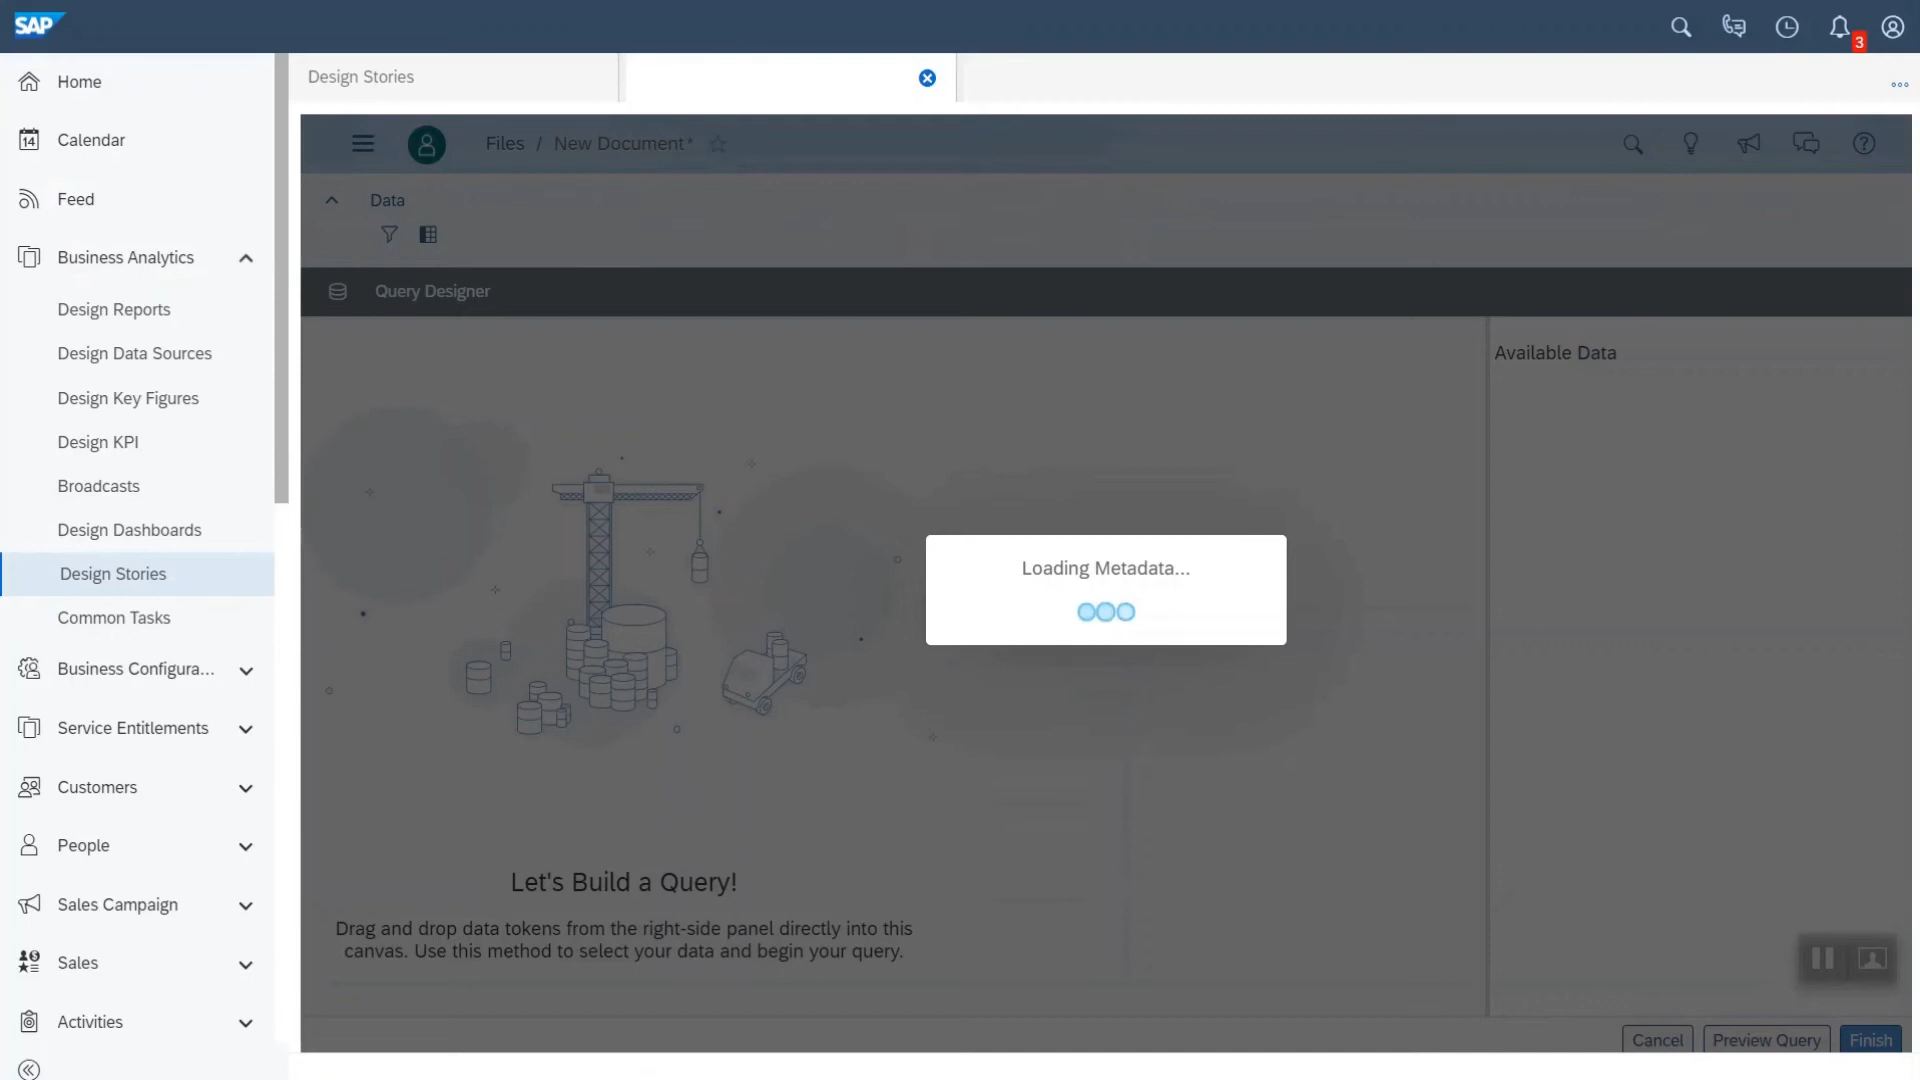 SAP
3
Home
14
Calendar
Feed
Business Analytics
Design Reports
Design Data Sources
Design Key Figures
Design KPI
Broadcasts
Design Dashboards
Design Stories
Common Tasks
Business Configura...
Service Entitlements
Customers
People
Sales Campaign
Sales
Activities
Design Stories
Files / New Document*
Data
Query Designer
Available Data
Loading Metadata...
Let's Build a Query!
Drag and drop data tokens from the right-side panel directly into this
canvas. Use this method to select your data and begin your query.
Cancel
Preview Query
Finish